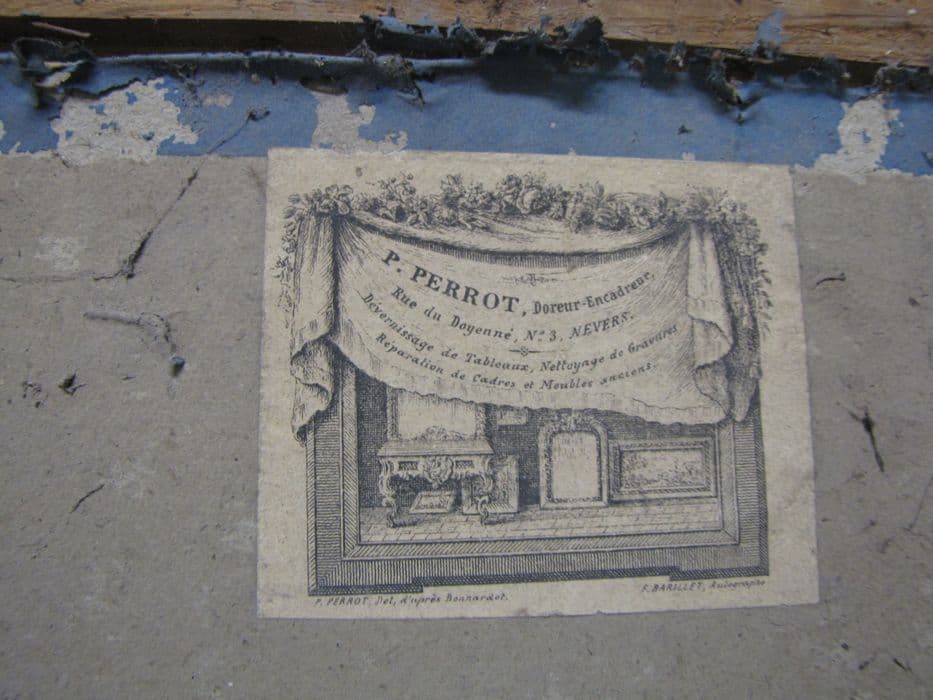 P. PERROT, Doreur-Encadreur,
Rue du Doyenné, No 3, NEVERS.
Dévernissage de Tableaux, Nettoyage de Gravures
Réparation de Cadres et Meubles anciens.
P. PERROT, Del, d'après Bonnardot.
F. BARILLET, Autographe